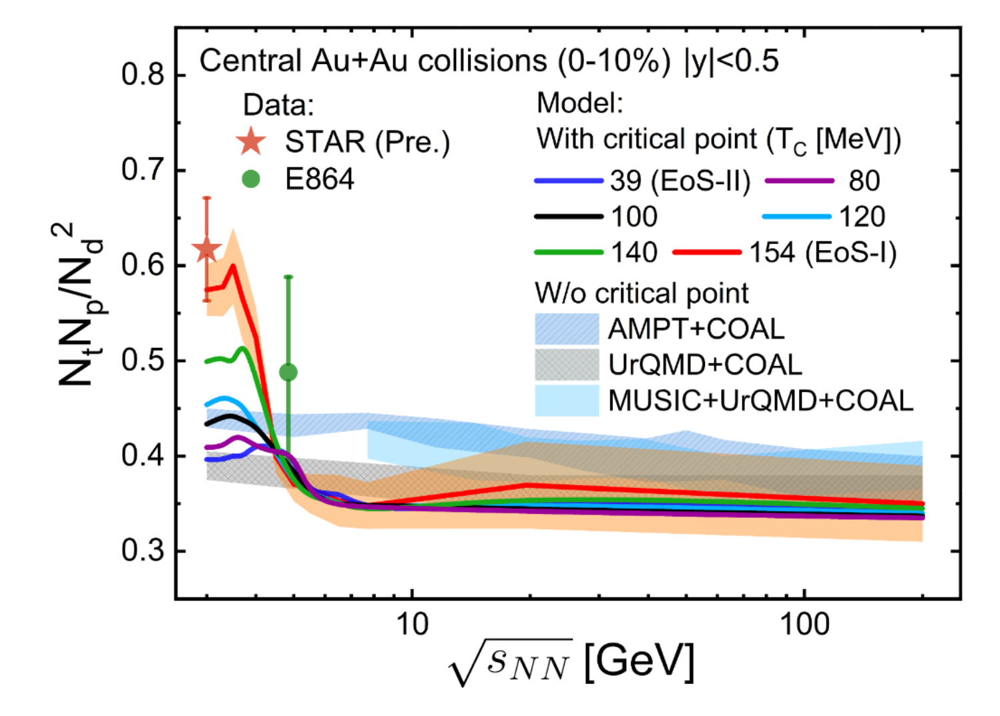 Central Au+Au collisions (0-10%) |y|<0.5
Data:
STAR (Pre.)
E864
Model:
With critical point (T_C [MeV])
39 (EoS-II) 80
100 120
140 154 (EoS-I)
W/o critical point
AMPT+COAL
UrQMD+COAL
MUSIC+UrQMD+COAL
N_tN_p/N_d^2
0.8
0.7
0.6
0.5
0.4
0.3
10 100
√s_NN [GeV]